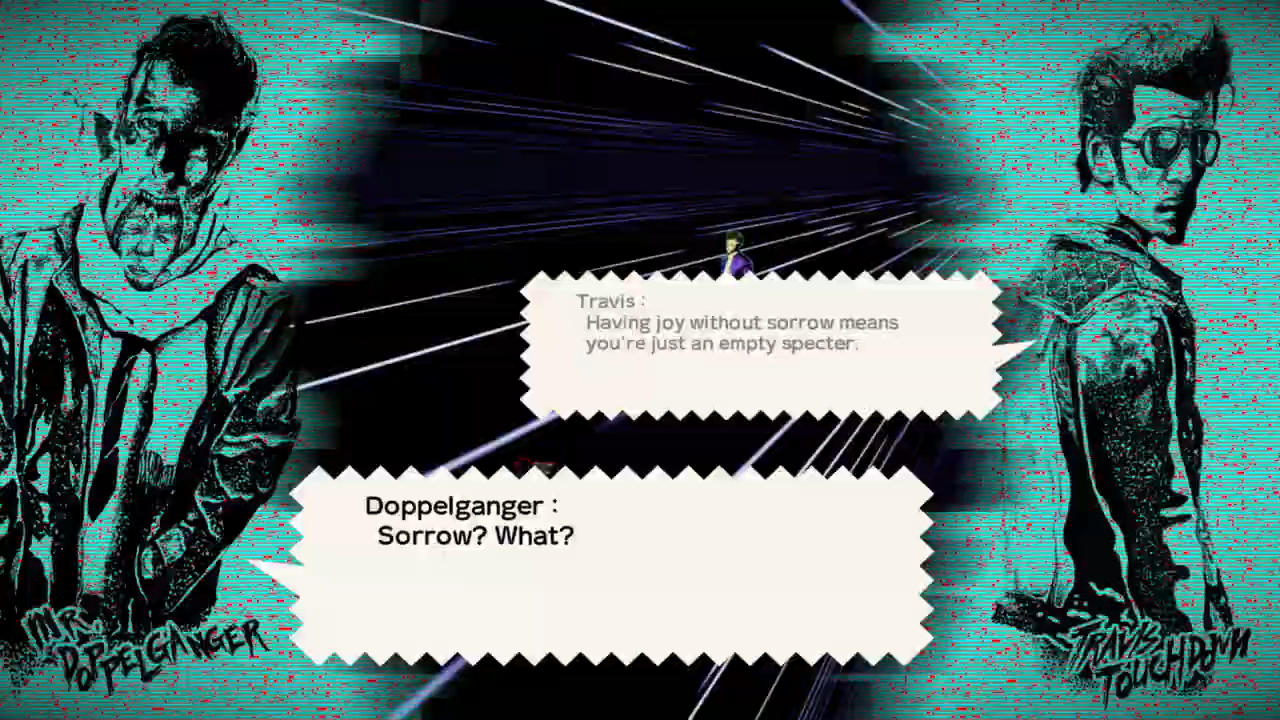 Travis :
Having joy without sorrow means
you're just an empty specter.
Doppelganger :
Sorrow? What?
MR.
DOPPELGANGER
TRAVIS
TOUCHDOWN